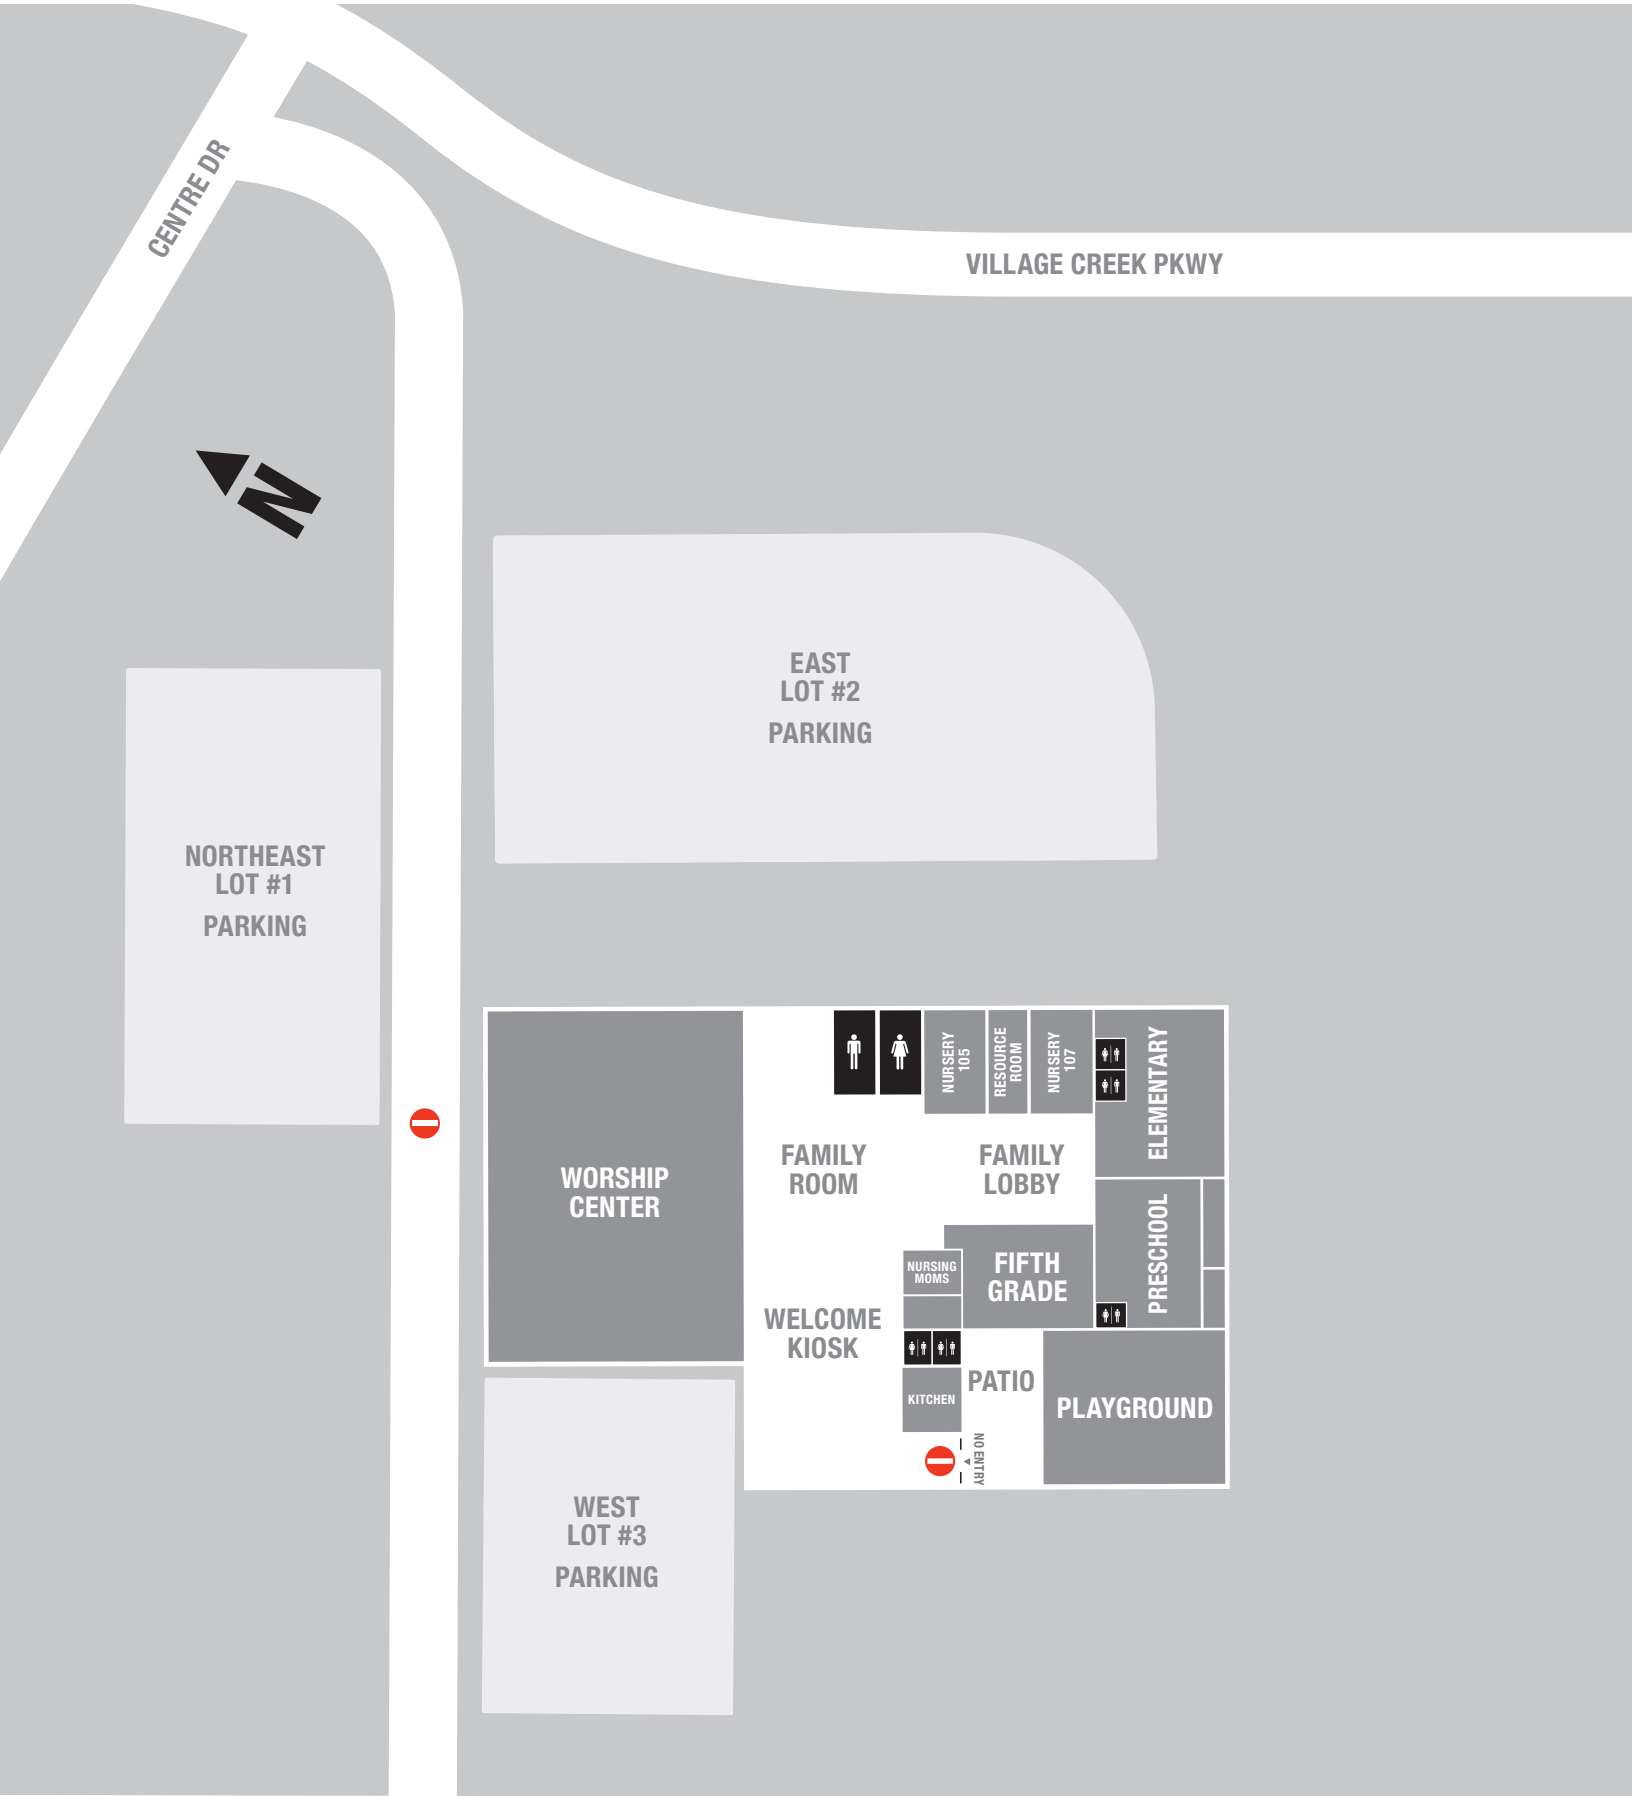 CENTRE DR
VILLAGE CREEK PKWY
N
EAST
LOT #2
PARKING
NORTHEAST
LOT #1
PARKING
NURSERY
105
RESOURCE
ROOM
NURSERY
107
ELEMENTARY
WORSHIP
CENTER
FAMILY
ROOM
FAMILY
LOBBY
PRESCHOOL
NURSING
MOMS
FIFTH
GRADE
WELCOME
KIOSK
KITCHEN
PATIO
PLAYGROUND
NO ENTRY
WEST
LOT #3
PARKING